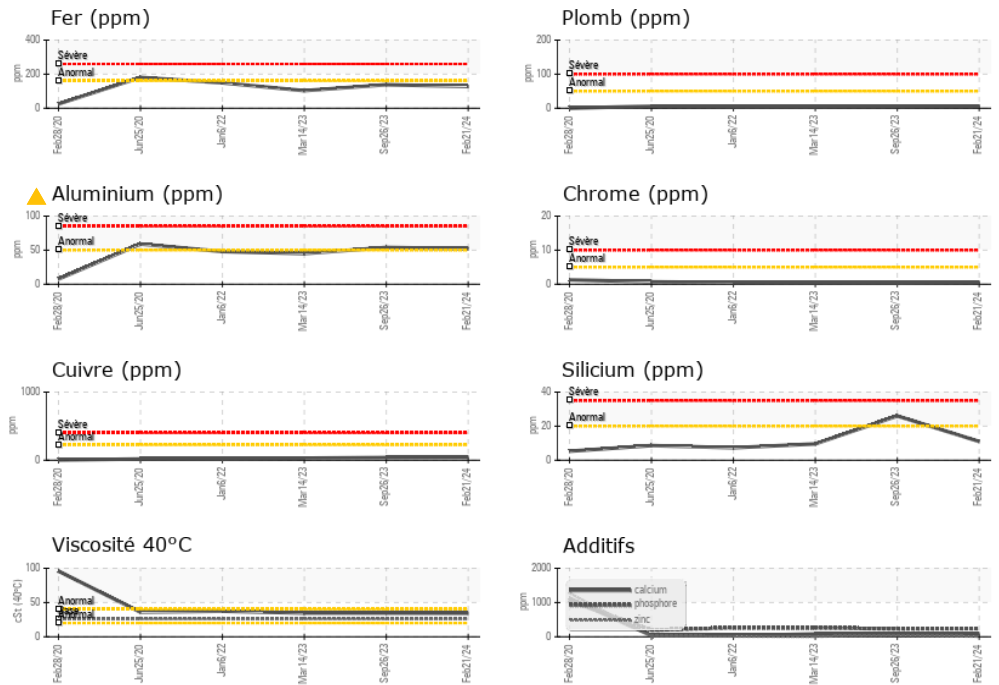 Fer (ppm)
400
200
0
ppm
Sévère
Anormal
Feb28/20
Jun25/20
Jan6/22
Mar14/23
Sep26/23
Feb21/24
Plomb (ppm)
200
100
0
ppm
Sévère
Anormal
Feb28/20
Jun25/20
Jan6/22
Mar14/23
Sep26/23
Feb21/24
Aluminium (ppm)
100
50
0
ppm
Sévère
Anormal
Feb28/20
Jun25/20
Jan6/22
Mar14/23
Sep26/23
Feb21/24
Chrome (ppm)
20
10
0
ppm
Sévère
Anormal
Feb28/20
Jun25/20
Jan6/22
Mar14/23
Sep26/23
Feb21/24
Cuivre (ppm)
1000
0
ppm
Sévère
Anormal
Feb28/20
Jun25/20
Jan6/22
Mar14/23
Sep26/23
Feb21/24
Silicium (ppm)
40
20
0
ppm
Sévère
Anormal
Feb28/20
Jun25/20
Jan6/22
Mar14/23
Sep26/23
Feb21/24
Viscosité 40°C
100
50
0
cSt (40°C)
Anormal
Base
Anormal
Feb28/20
Jun25/20
Jan6/22
Mar14/23
Sep26/23
Feb21/24
Additifs
2000
1000
0
ppm
calcium
phosphore
zinc
Feb28/20
Jun25/20
Jan6/22
Mar14/23
Sep26/23
Feb21/24